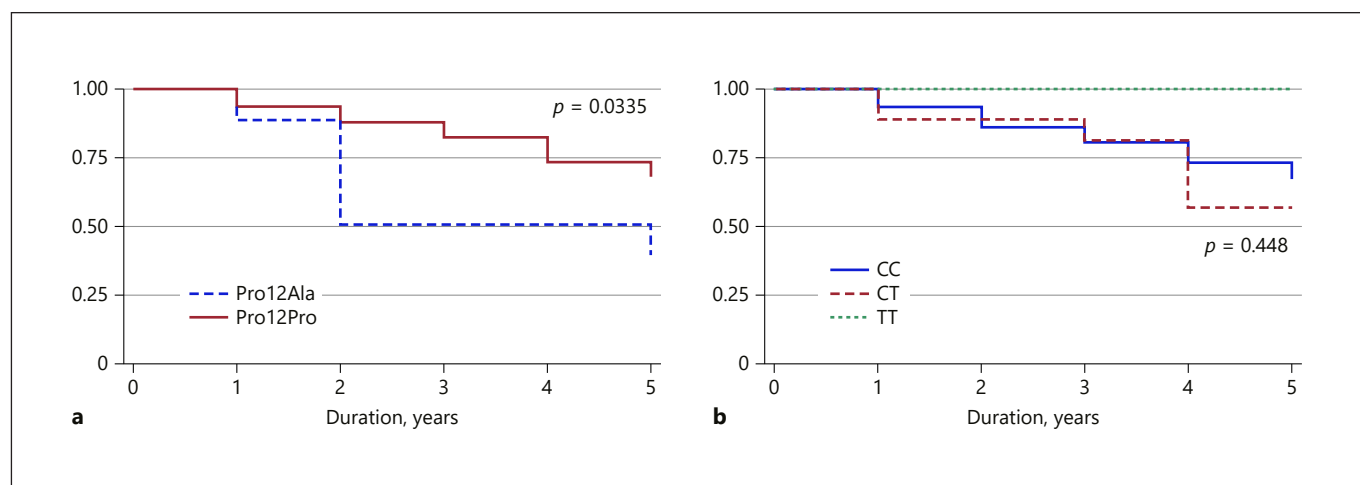 1.00
0.75
0.50
0.25
0
p = 0.0335
Pro12Ala
Pro12Pro
0 1 2 3 4 5
Duration, years
a
1.00
0.75
0.50
0.25
0
p = 0.448
CC
CT
TT
0 1 2 3 4 5
Duration, years
b